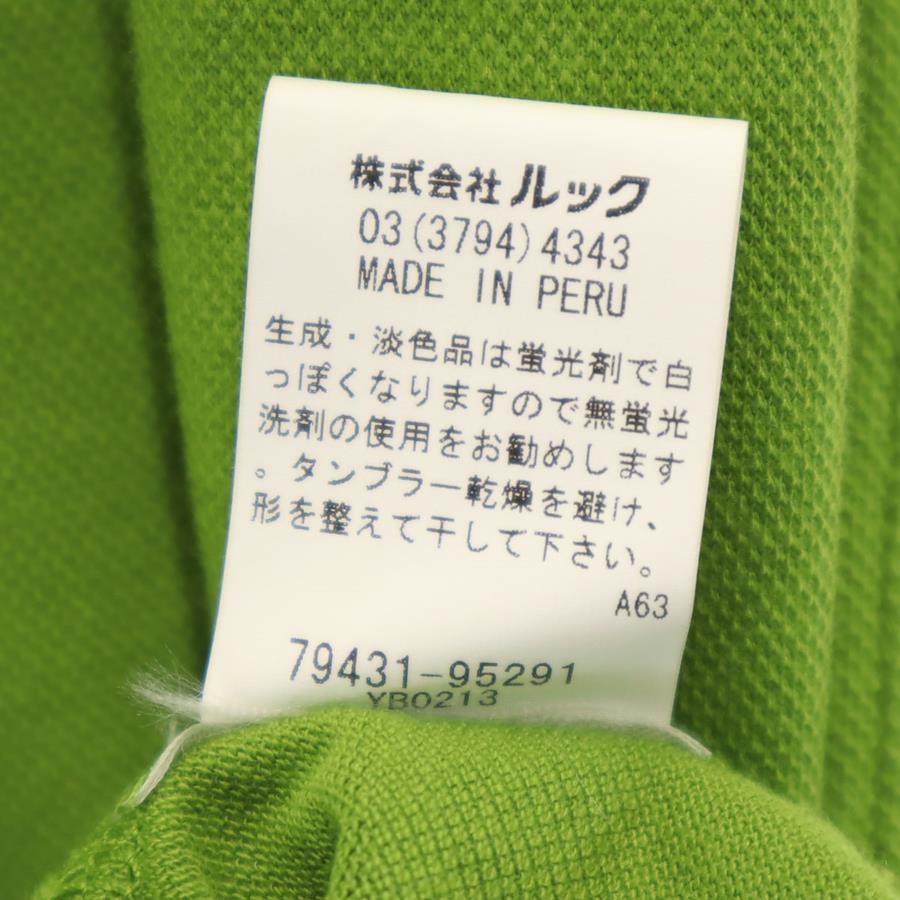 株式会社 ルック
03(3794)4343
MADE IN PERU
生成・淡色品は蛍光剤で白
っぽくなりますので無蛍光
洗剤の使用をお勧めします
。タンブラー乾燥を避け、
形を整えて干して下さい。
A63
79431-95291
YB0213